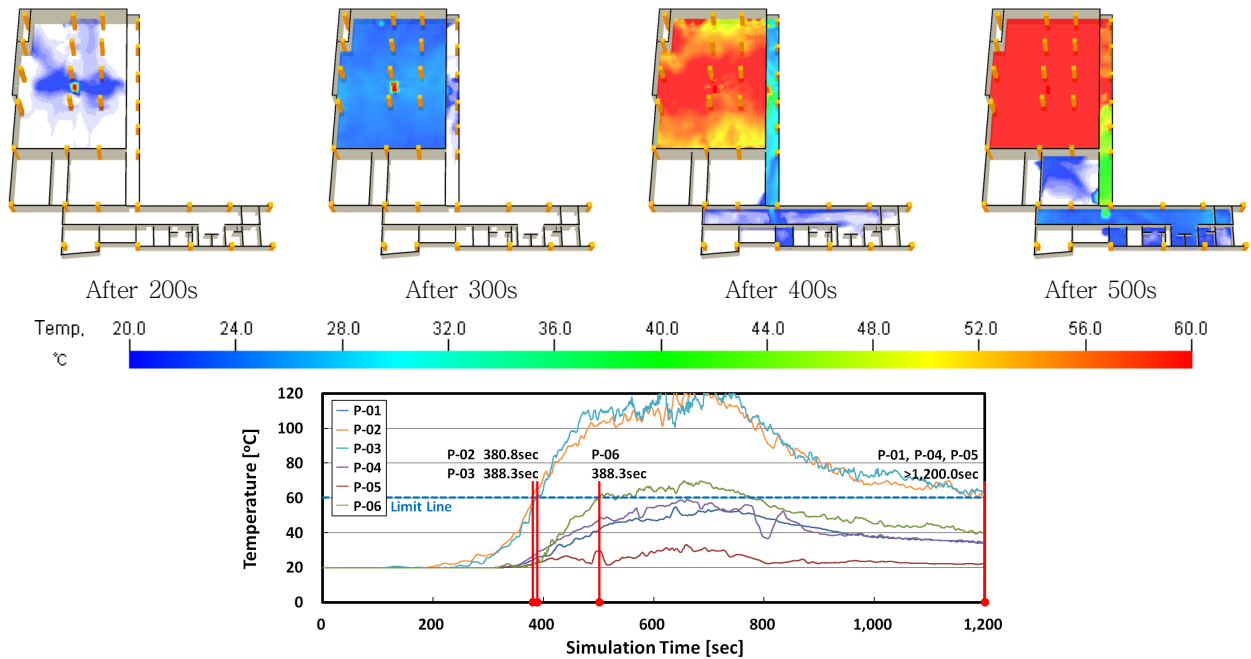 After 200s
After 300s
After 400s
After 500s
Temp. 20.0 24.0 28.0 32.0 36.0 40.0 44.0 48.0 52.0 56.0 60.0
℃
120
100
80
60
40
20
0
Temperature [ºC]
P-01
P-02
P-03
P-04
P-05
P-06
P-02 380.8sec
P-03 388.3sec
P-06
388.3sec
P-01, P-04, P-05
>1,200.0sec
Limit Line
0 200 400 600 800 1,000 1,200
Simulation Time [sec]